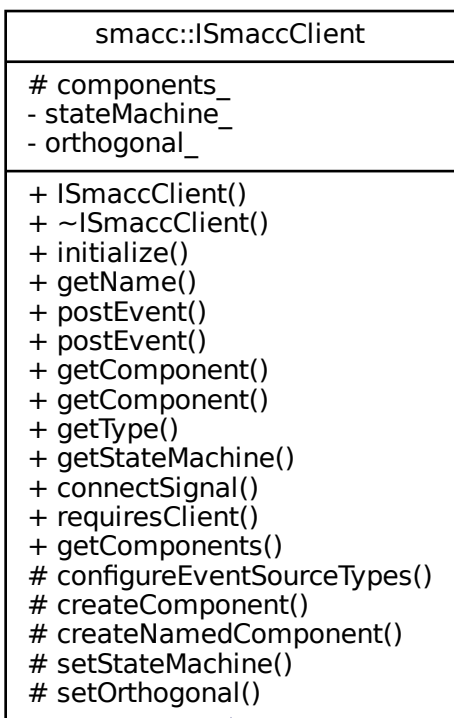 smacc::ISmaccClient
# components_
- stateMachine_
- orthogonal_
+ ISmaccClient()
+ ~ISmaccClient()
+ initialize()
+ getName()
+ postEvent()
+ postEvent()
+ getComponent()
+ getComponent()
+ getType()
+ getStateMachine()
+ connectSignal()
+ requiresClient()
+ getComponents()
# configureEventSourceTypes()
# createComponent()
# createNamedComponent()
# setStateMachine()
# setOrthogonal()